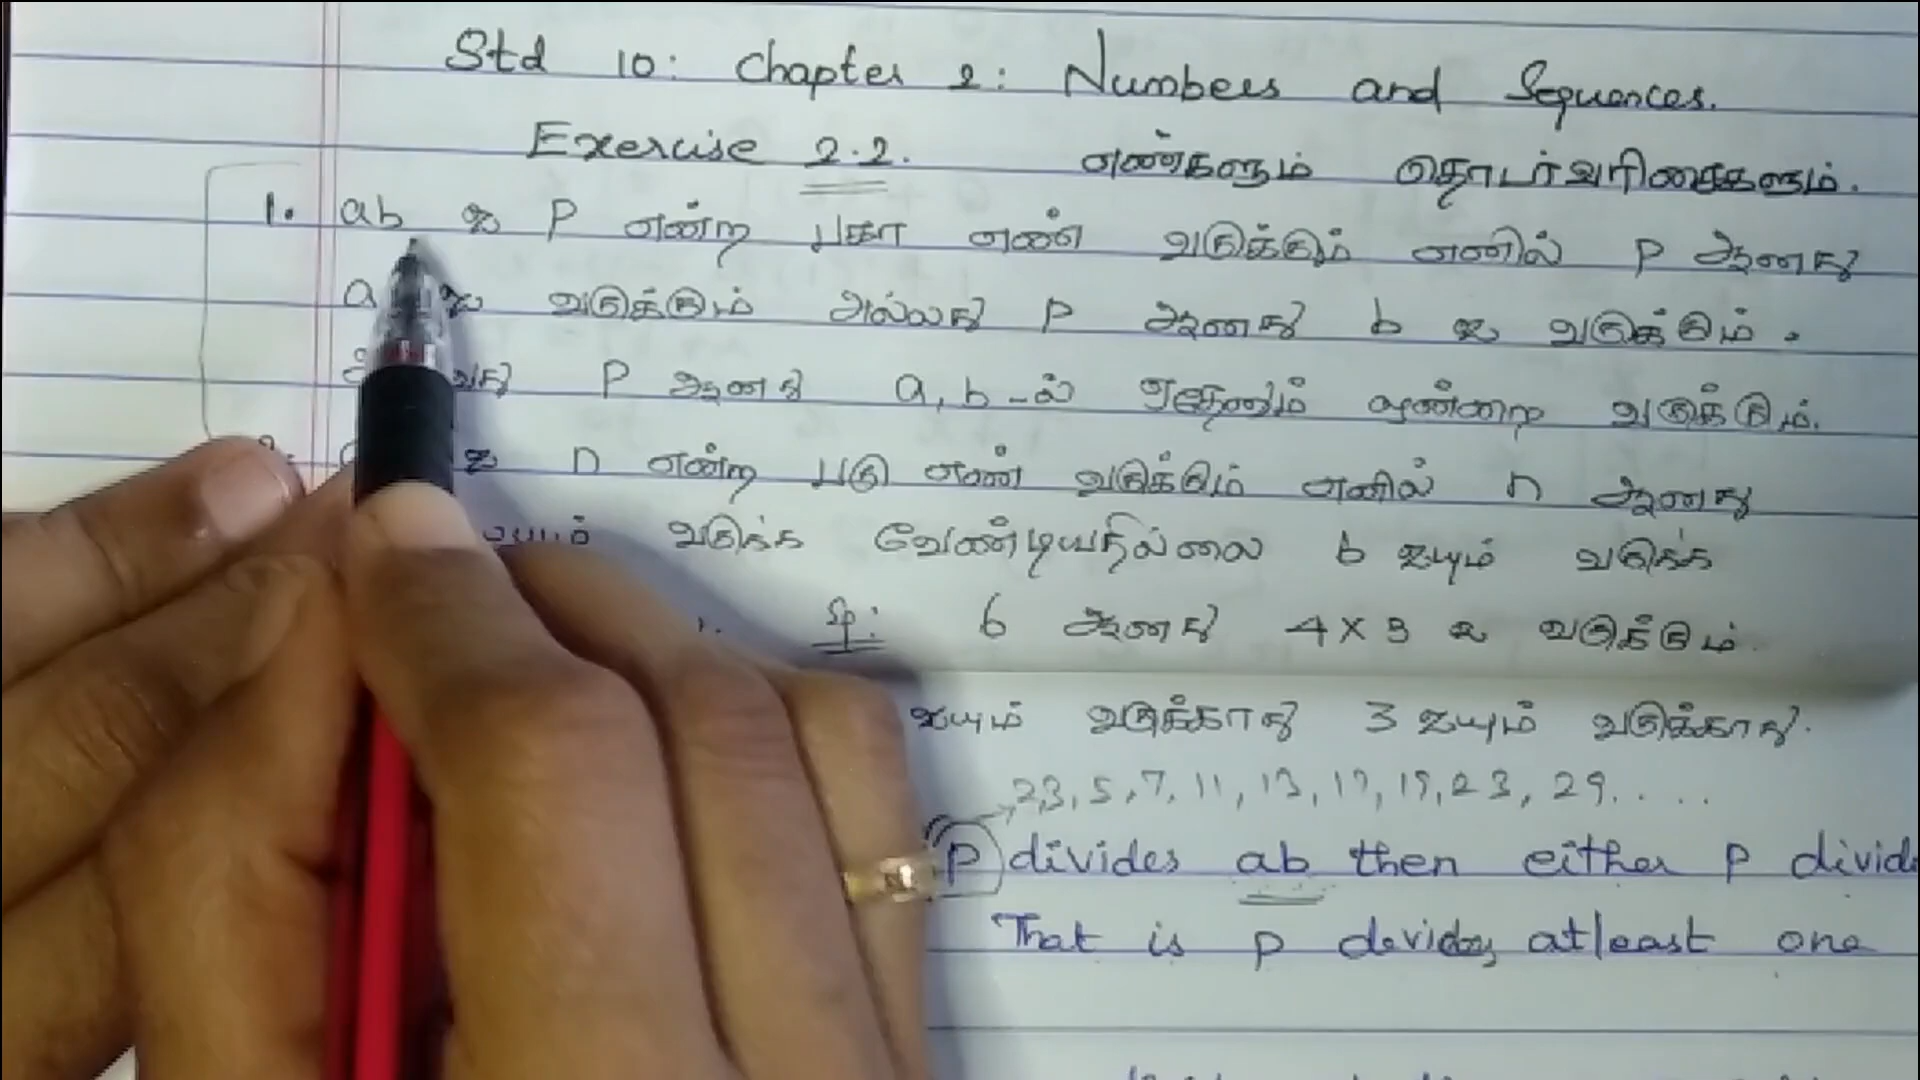 Std 10: Chapter 2: Numbers and Sequences.
Exercise 2.2. எண்களும் தொடர்வரிசைகளும்.
1. ab ஐ P என்ற பகா எண் வகுக்கும் எனில் P ஆனது
a ஐ வகுக்கும் அல்லது P ஆனது b ஐ வகுக்கும்.
P ஆனது a, b-ல் ஏதேனும் ஒன்றை வகுக்கும்.
ஐ n என்ற பகு எண் வகுக்கும் எனில் n ஆனது
வகுக்க வேண்டியதில்லை b ஐயும் வகுக்க
6 ஆனது 4 x 3 ஐ வகுக்கும்
ஐயும் வகுக்காது 3 ஐயும் வகுக்காது.
2,3, 5, 7, 11, 13, 17, 19, 23, 29. . . .
P divides ab then either P divid
That is P devides atleast one